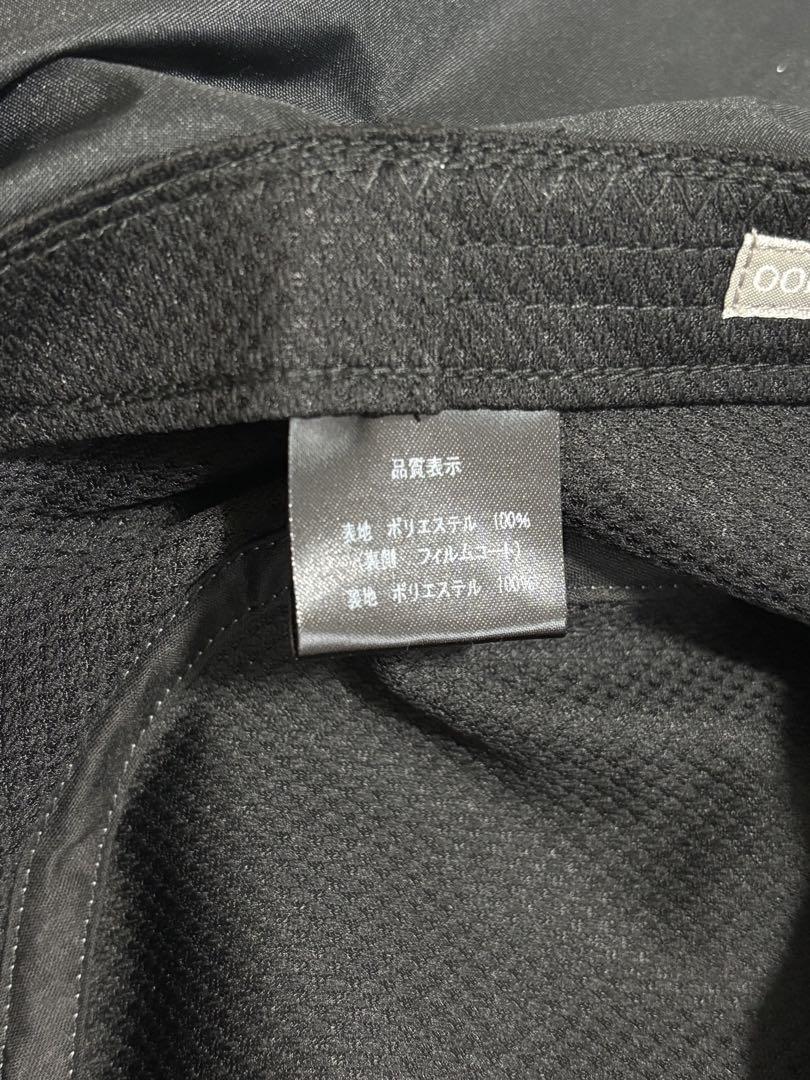 品質表示
表地 ポリエステル 100%
(裏側 フィルムコート)
裏地 ポリエステル 100%